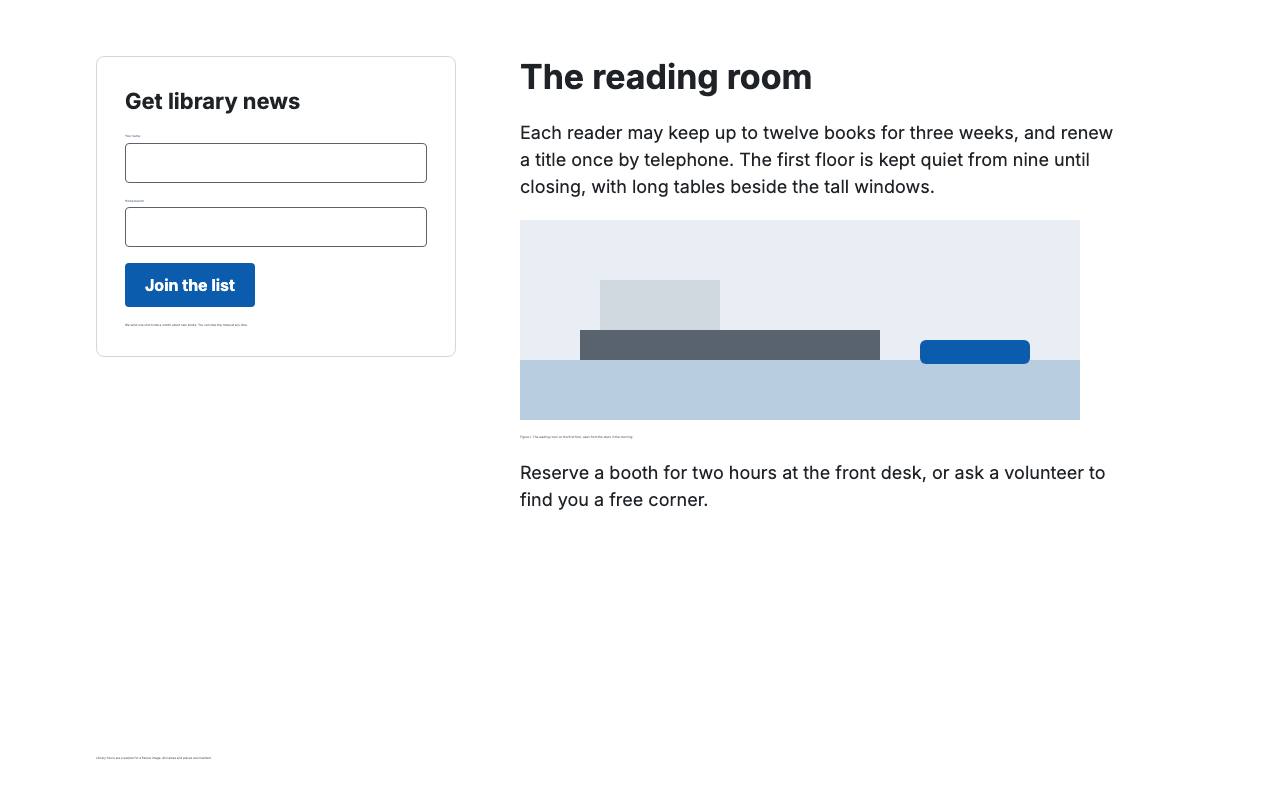 Get library news
Your name
Join the list
The reading room
Each reader may keep up to twelve books for three weeks, and renew
a title once by telephone. The first floor is kept quiet from nine until
closing, with long tables beside the tall windows.
Reserve a booth for two hours at the front desk, or ask a volunteer to
find you a free corner.